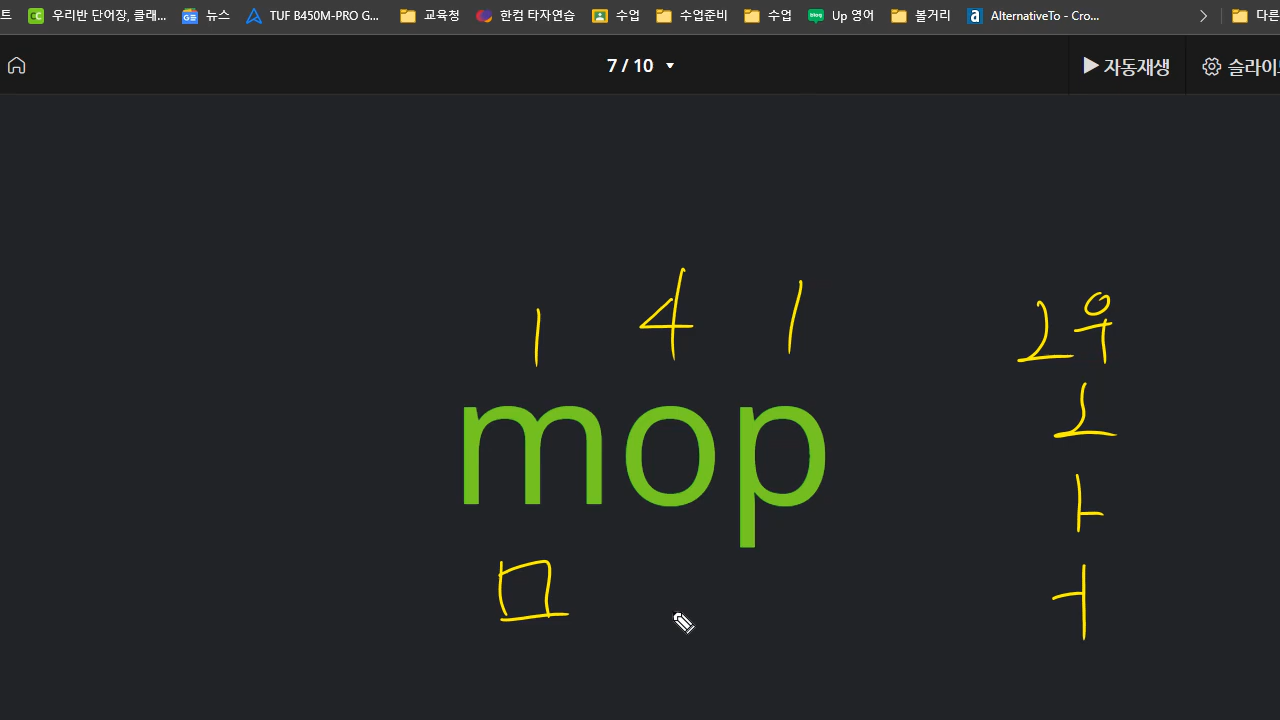 트 우리반 단어장, 클래... 뉴스 TUF B450M-PRO G... 교육청 한컴 타자연습 수업 수업준비 수업 Up 영어 볼거리 AlternativeTo - Cro... 다른
7 / 10 자동재생 슬라이드
1 4 1
mop
ㅁ
ㅗ
ㅏ
ㅓ